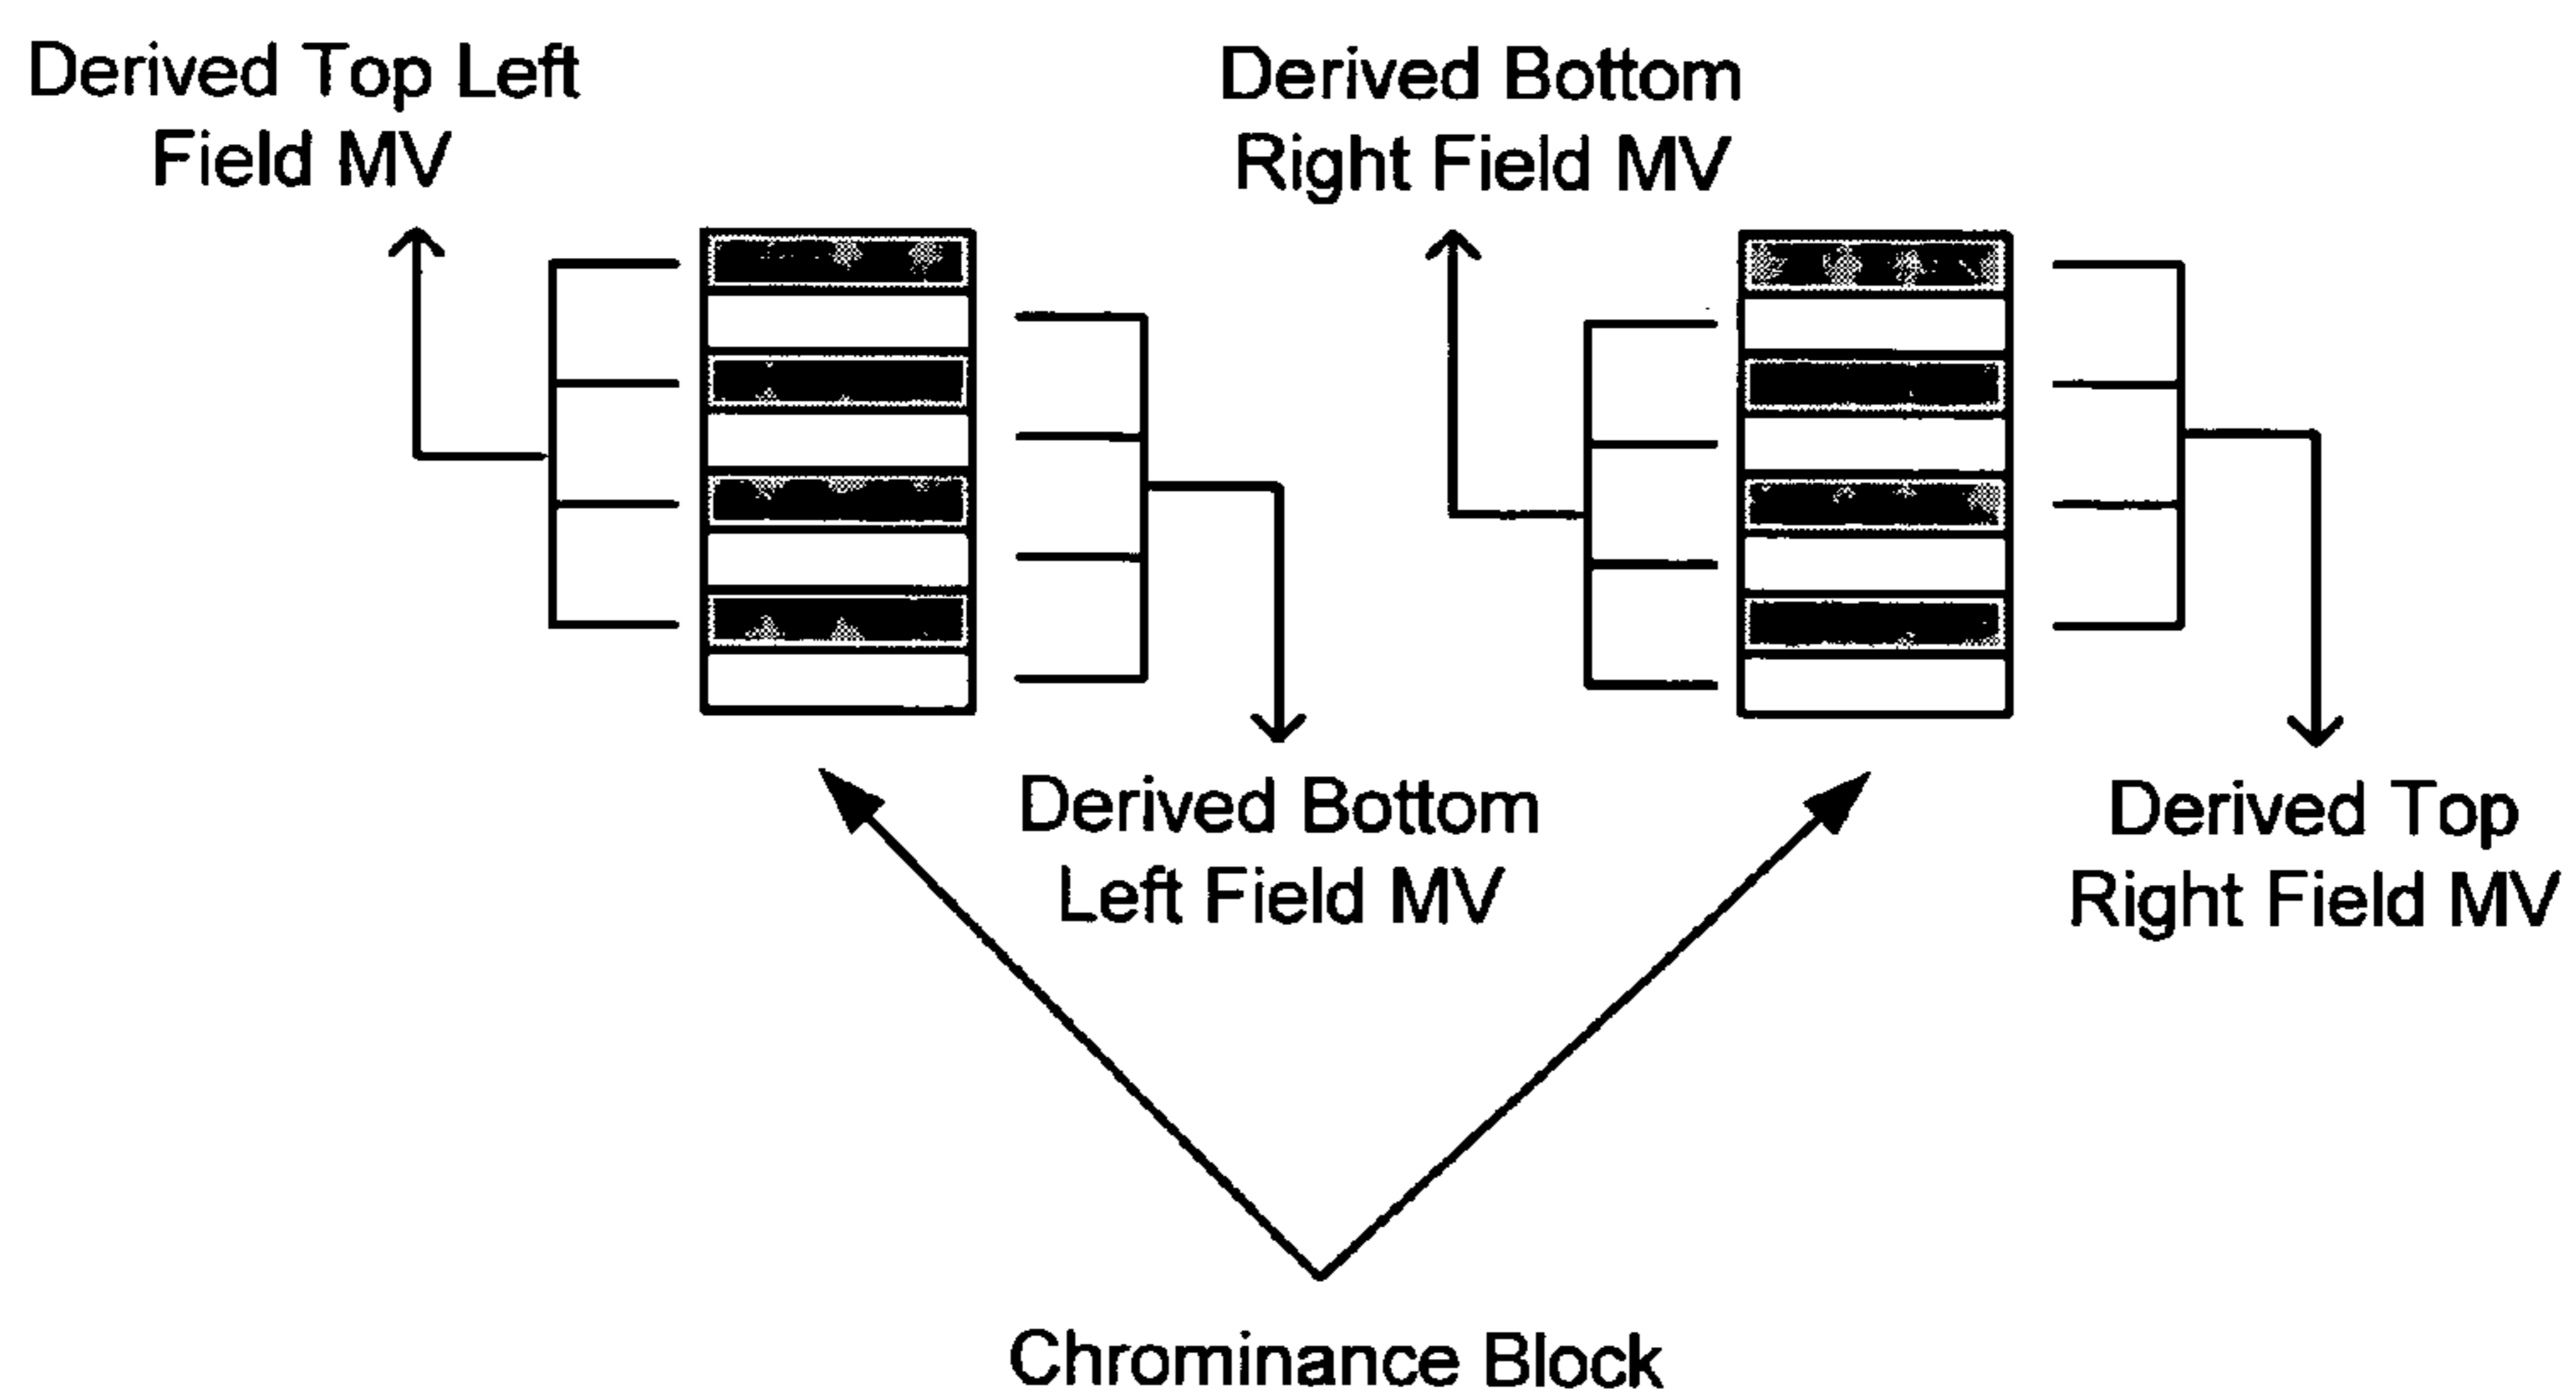 Derived Top Left
Field MV
Derived Bottom
Right Field MV
Derived Bottom
Left Field MV
Derived Top
Right Field MV
Chrominance Block